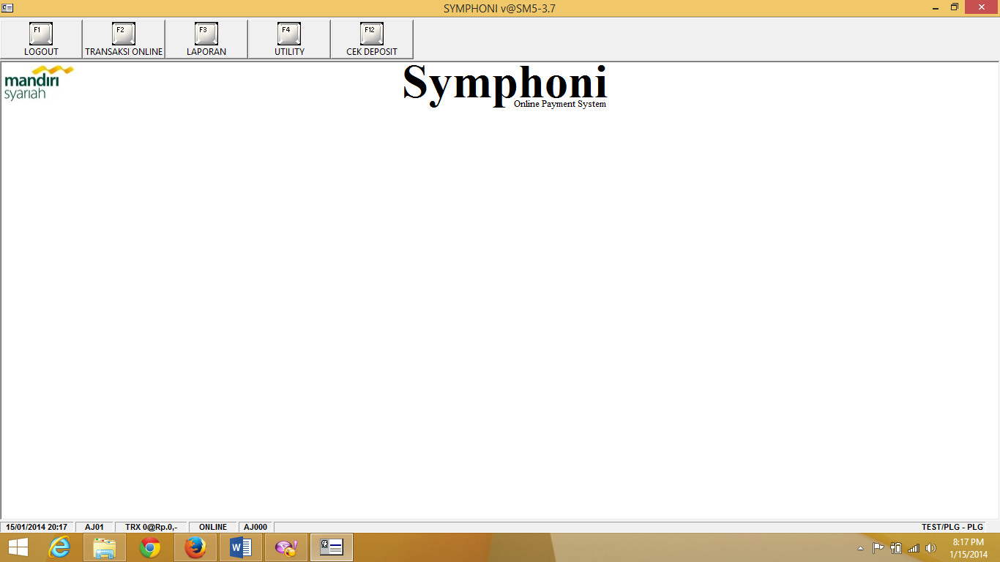 SYMPHONI v@SM5-3.7
F1 F2 F3 F4 F12
LOGOUT TRANSAKSI ONLINE LAPORAN UTILITY CEK DEPOSIT
mandiri
syariah
Symphoni
Online Payment System
15/01/2014 20:17 AJ01 TRX 0@Rp.0,- ONLINE AJ000 TEST/PLG - PLG
8:17 PM
1/15/2014